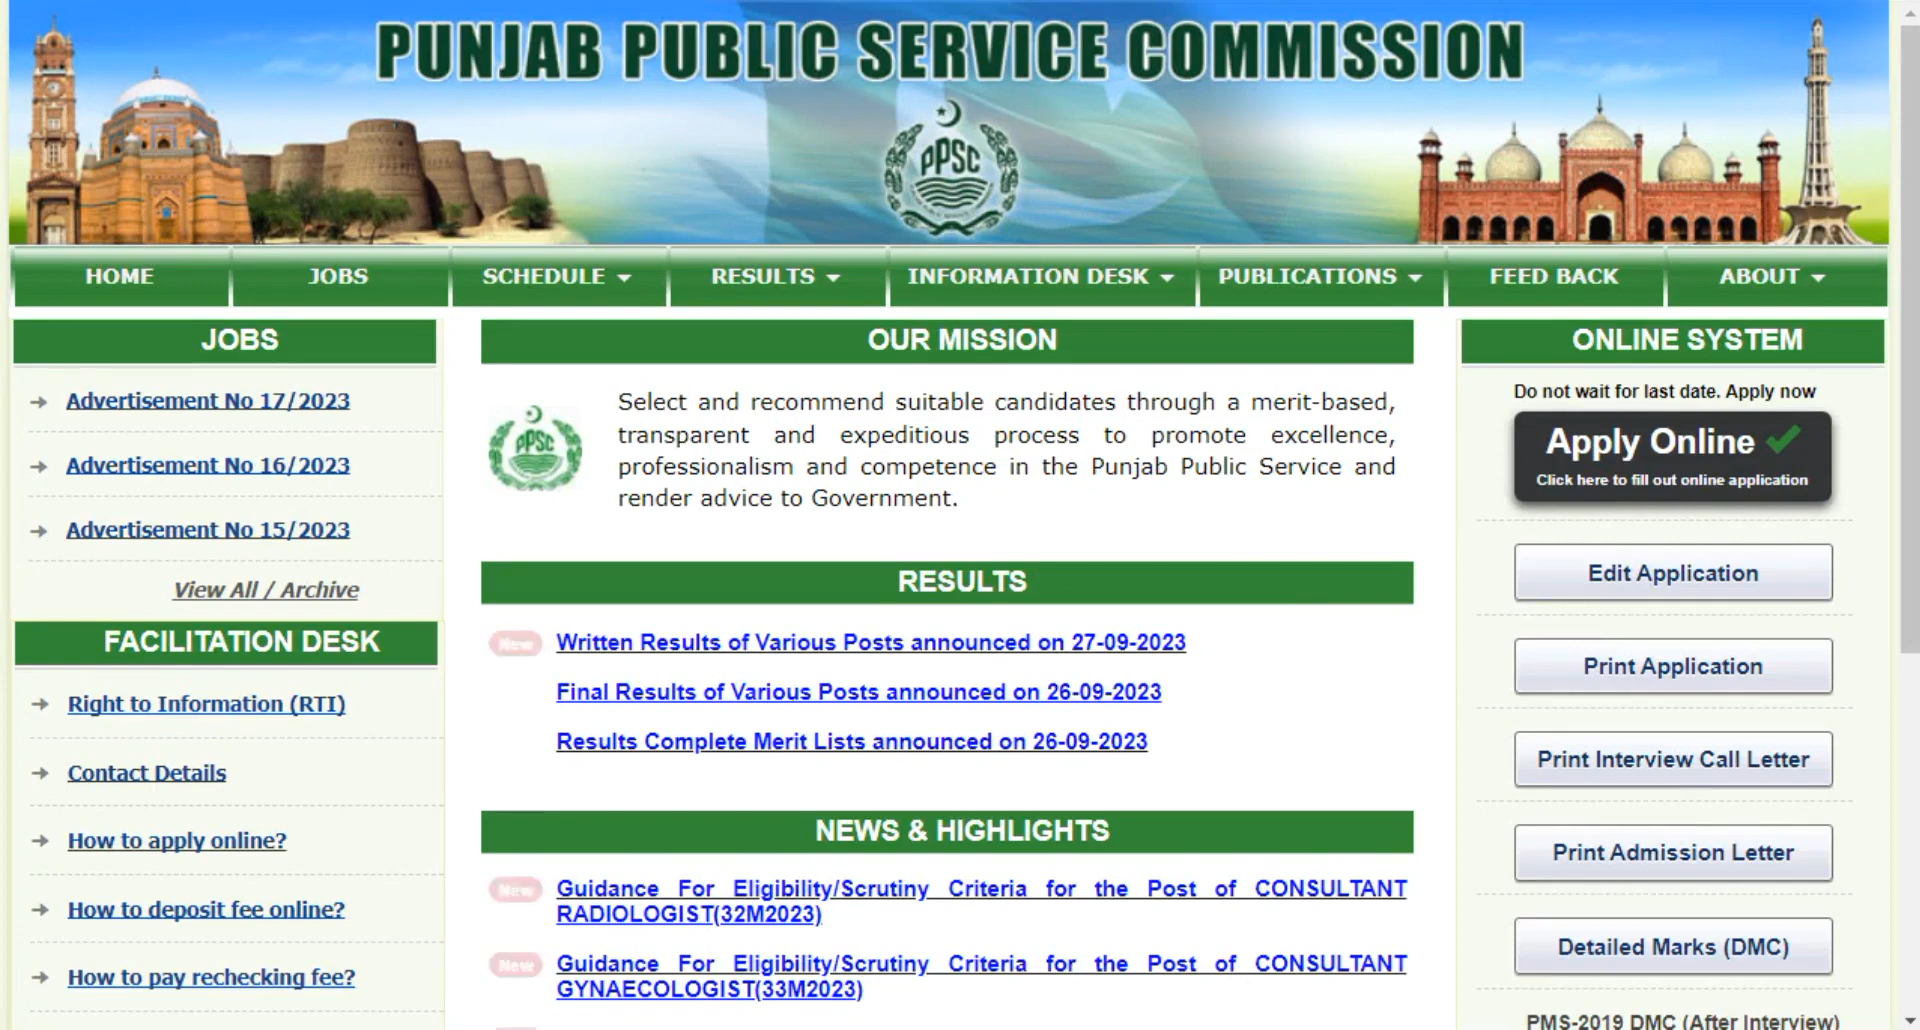 PUNJAB PUBLIC SERVICE COMMISSION
PPSC
HOME
JOBS
SCHEDULE
RESULTS
INFORMATION DESK
PUBLICATIONS
FEED BACK
ABOUT
JOBS
Advertisement No 17/2023
Advertisement No 16/2023
Advertisement No 15/2023
View All / Archive
FACILITATION DESK
Right to Information (RTI)
Contact Details
How to apply online?
How to deposit fee online?
How to pay rechecking fee?
OUR MISSION
PPSC
Select and recommend suitable candidates through a merit-based,
transparent and expeditious process to promote excellence,
professionalism and competence in the Punjab Public Service and
render advice to Government.
RESULTS
New
Written Results of Various Posts announced on 27-09-2023
Final Results of Various Posts announced on 26-09-2023
Results Complete Merit Lists announced on 26-09-2023
NEWS & HIGHLIGHTS
New
Guidance For Eligibility/Scrutiny Criteria for the Post of CONSULTANT
RADIOLOGIST(32M2023)
New
Guidance For Eligibility/Scrutiny Criteria for the Post of CONSULTANT
GYNAECOLOGIST(33M2023)
ONLINE SYSTEM
Do not wait for last date. Apply now
Apply Online
Click here to fill out online application
Edit Application
Print Application
Print Interview Call Letter
Print Admission Letter
Detailed Marks (DMC)
PMS-2019 DMC (After Interview)